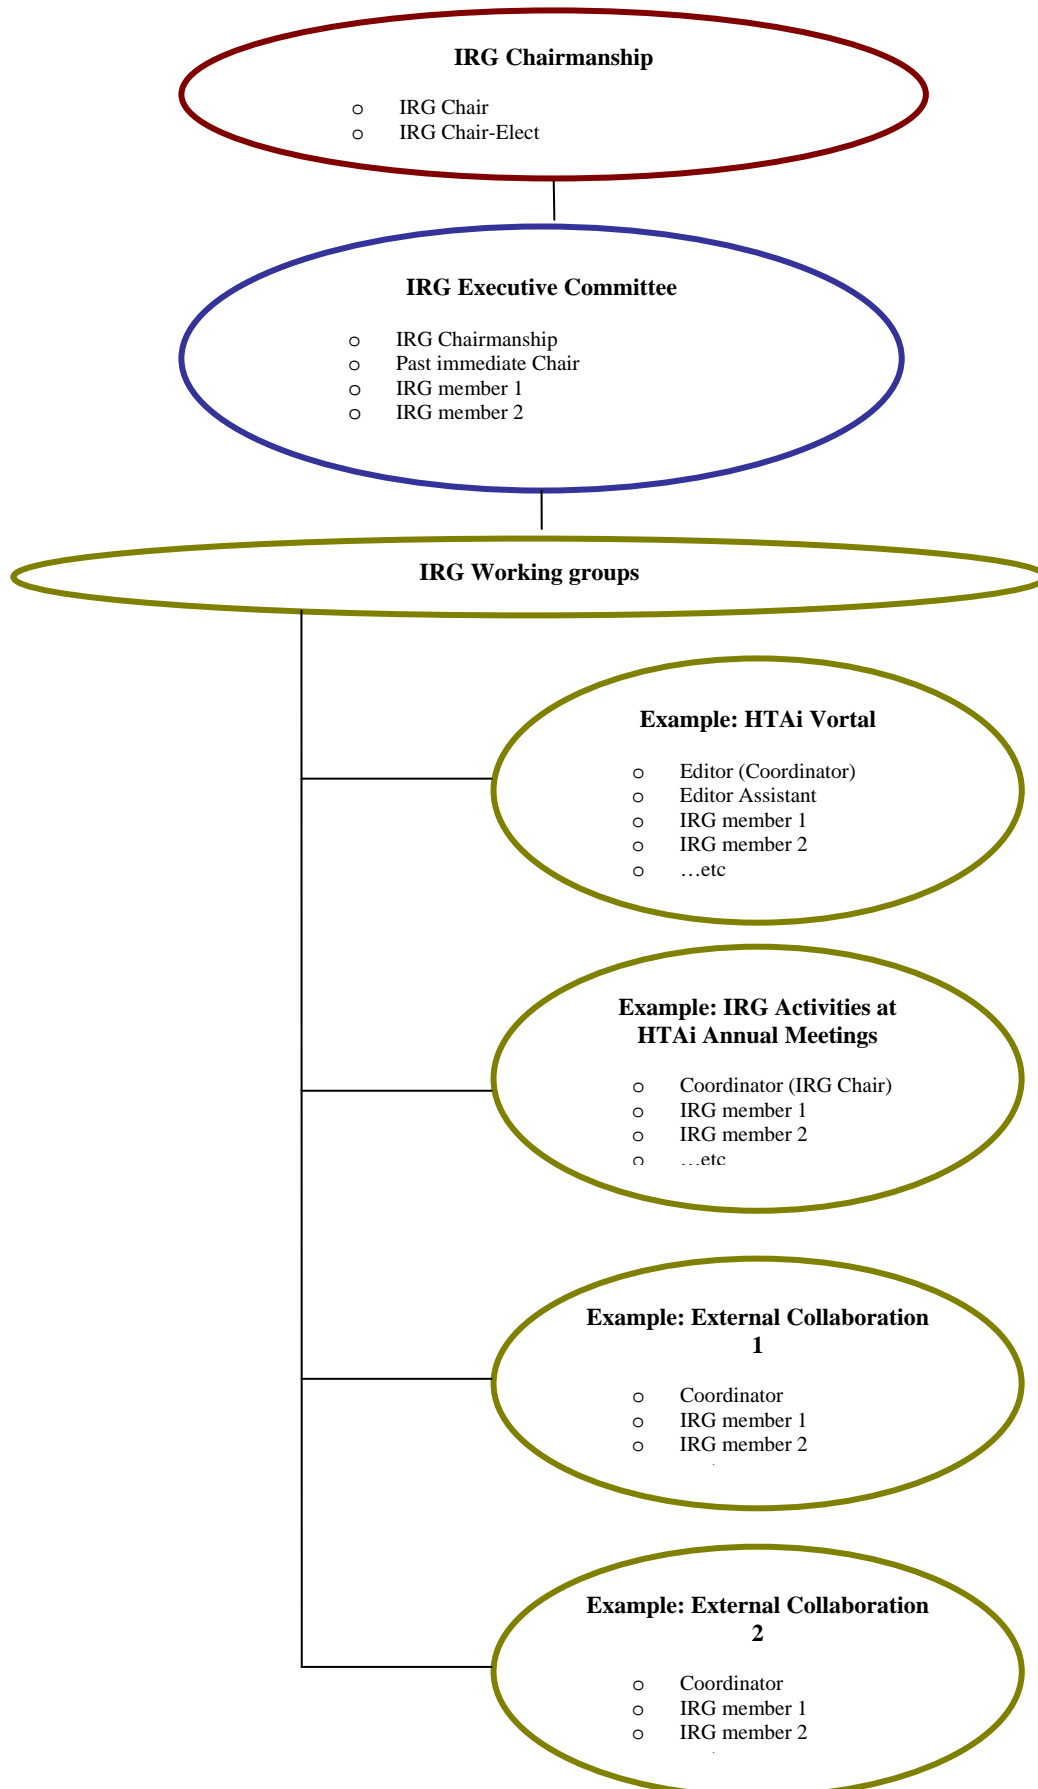 IRG Chairmanship
o IRG Chair
o IRG Chair-Elect
IRG Executive Committee
o IRG Chairmanship
o Past immediate Chair
o IRG member 1
o IRG member 2
IRG Working groups
Example: HTAi Vortal
o Editor (Coordinator)
o Editor Assistant
o IRG member 1
o IRG member 2
o …etc
Example: IRG Activities at
HTAi Annual Meetings
o Coordinator (IRG Chair)
o IRG member 1
o IRG member 2
o …etc
Example: External Collaboration
1
o Coordinator
o IRG member 1
o IRG member 2
Example: External Collaboration
2
o Coordinator
o IRG member 1
o IRG member 2